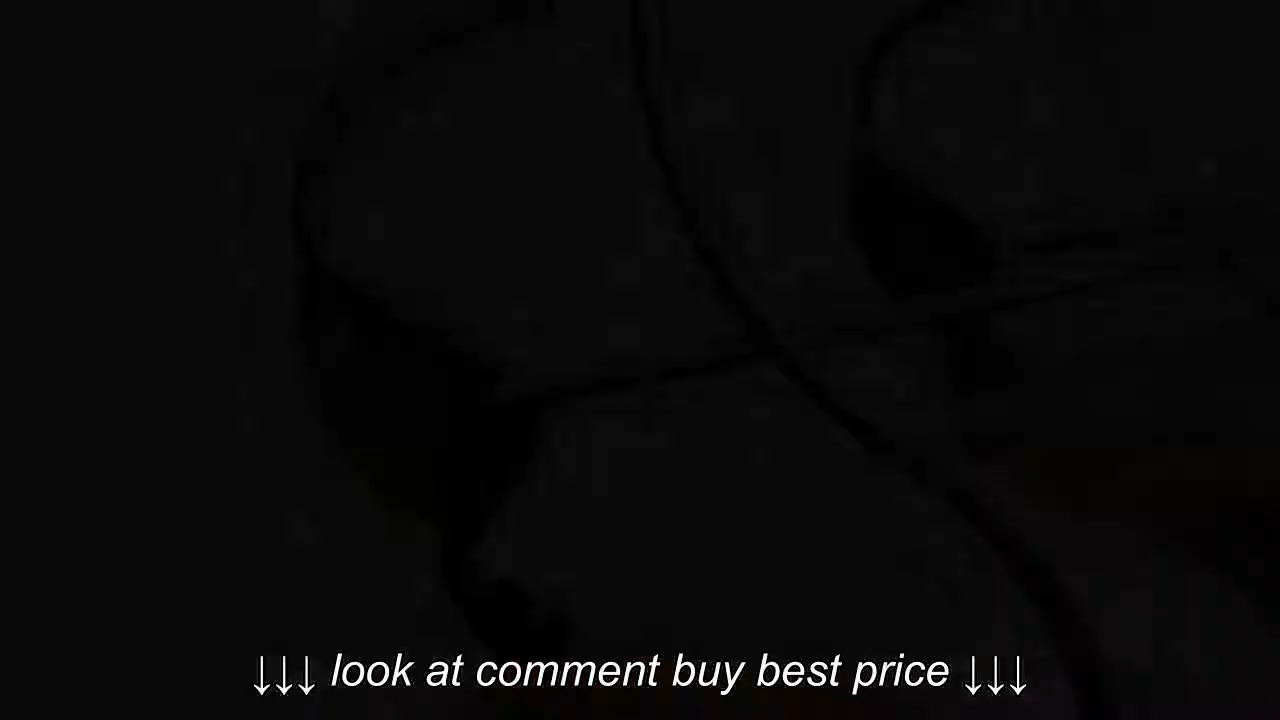 ↓↓↓ look at comment buy best price ↓↓↓